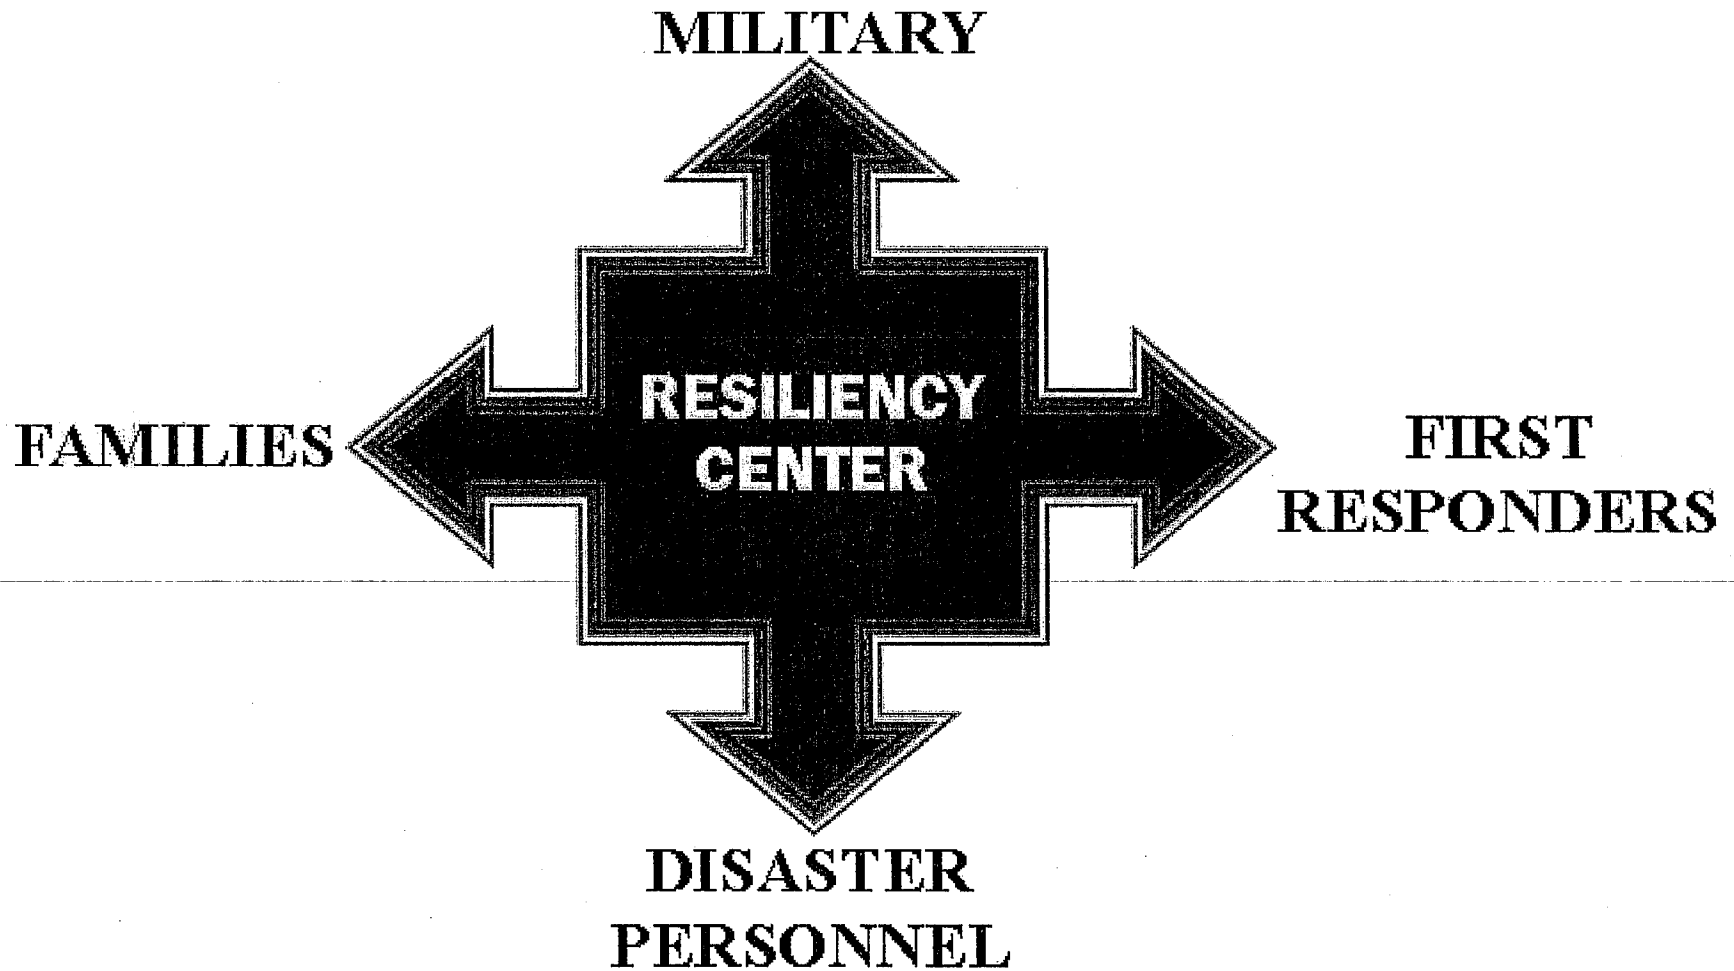 MILITARY
RESILIENCY
CENTER
FAMILIES
FIRST
RESPONDERS
DISASTER
PERSONNEL